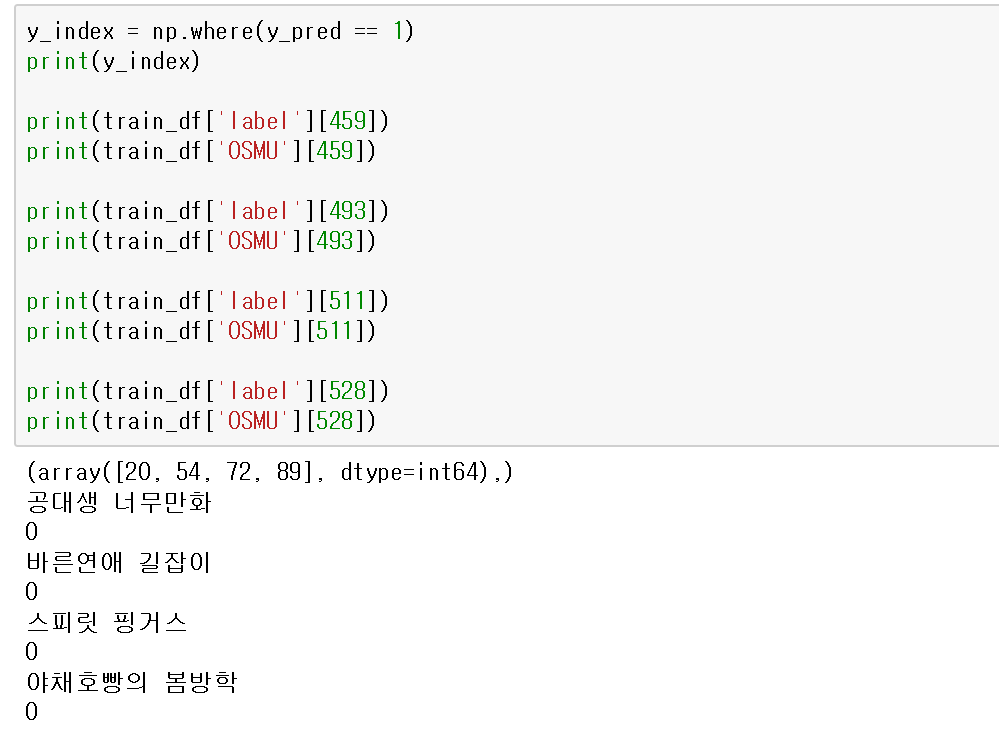 y_index = np.where(y_pred == 1)
print(y_index)
print(train_df['label'][459])
print(train_df['OSMU'][459])
print(train_df['label'][493])
print(train_df['OSMU'][493])
print(train_df['label'][511])
print(train_df['OSMU'][511])
print(train_df['label'][528])
print(train_df['OSMU'][528])
(array([20, 54, 72, 89], dtype=int64),)
공대생 너무만화
0
바른연애 길잡이
0
스피릿 핑거스
0
야채호빵의 봄방학
0